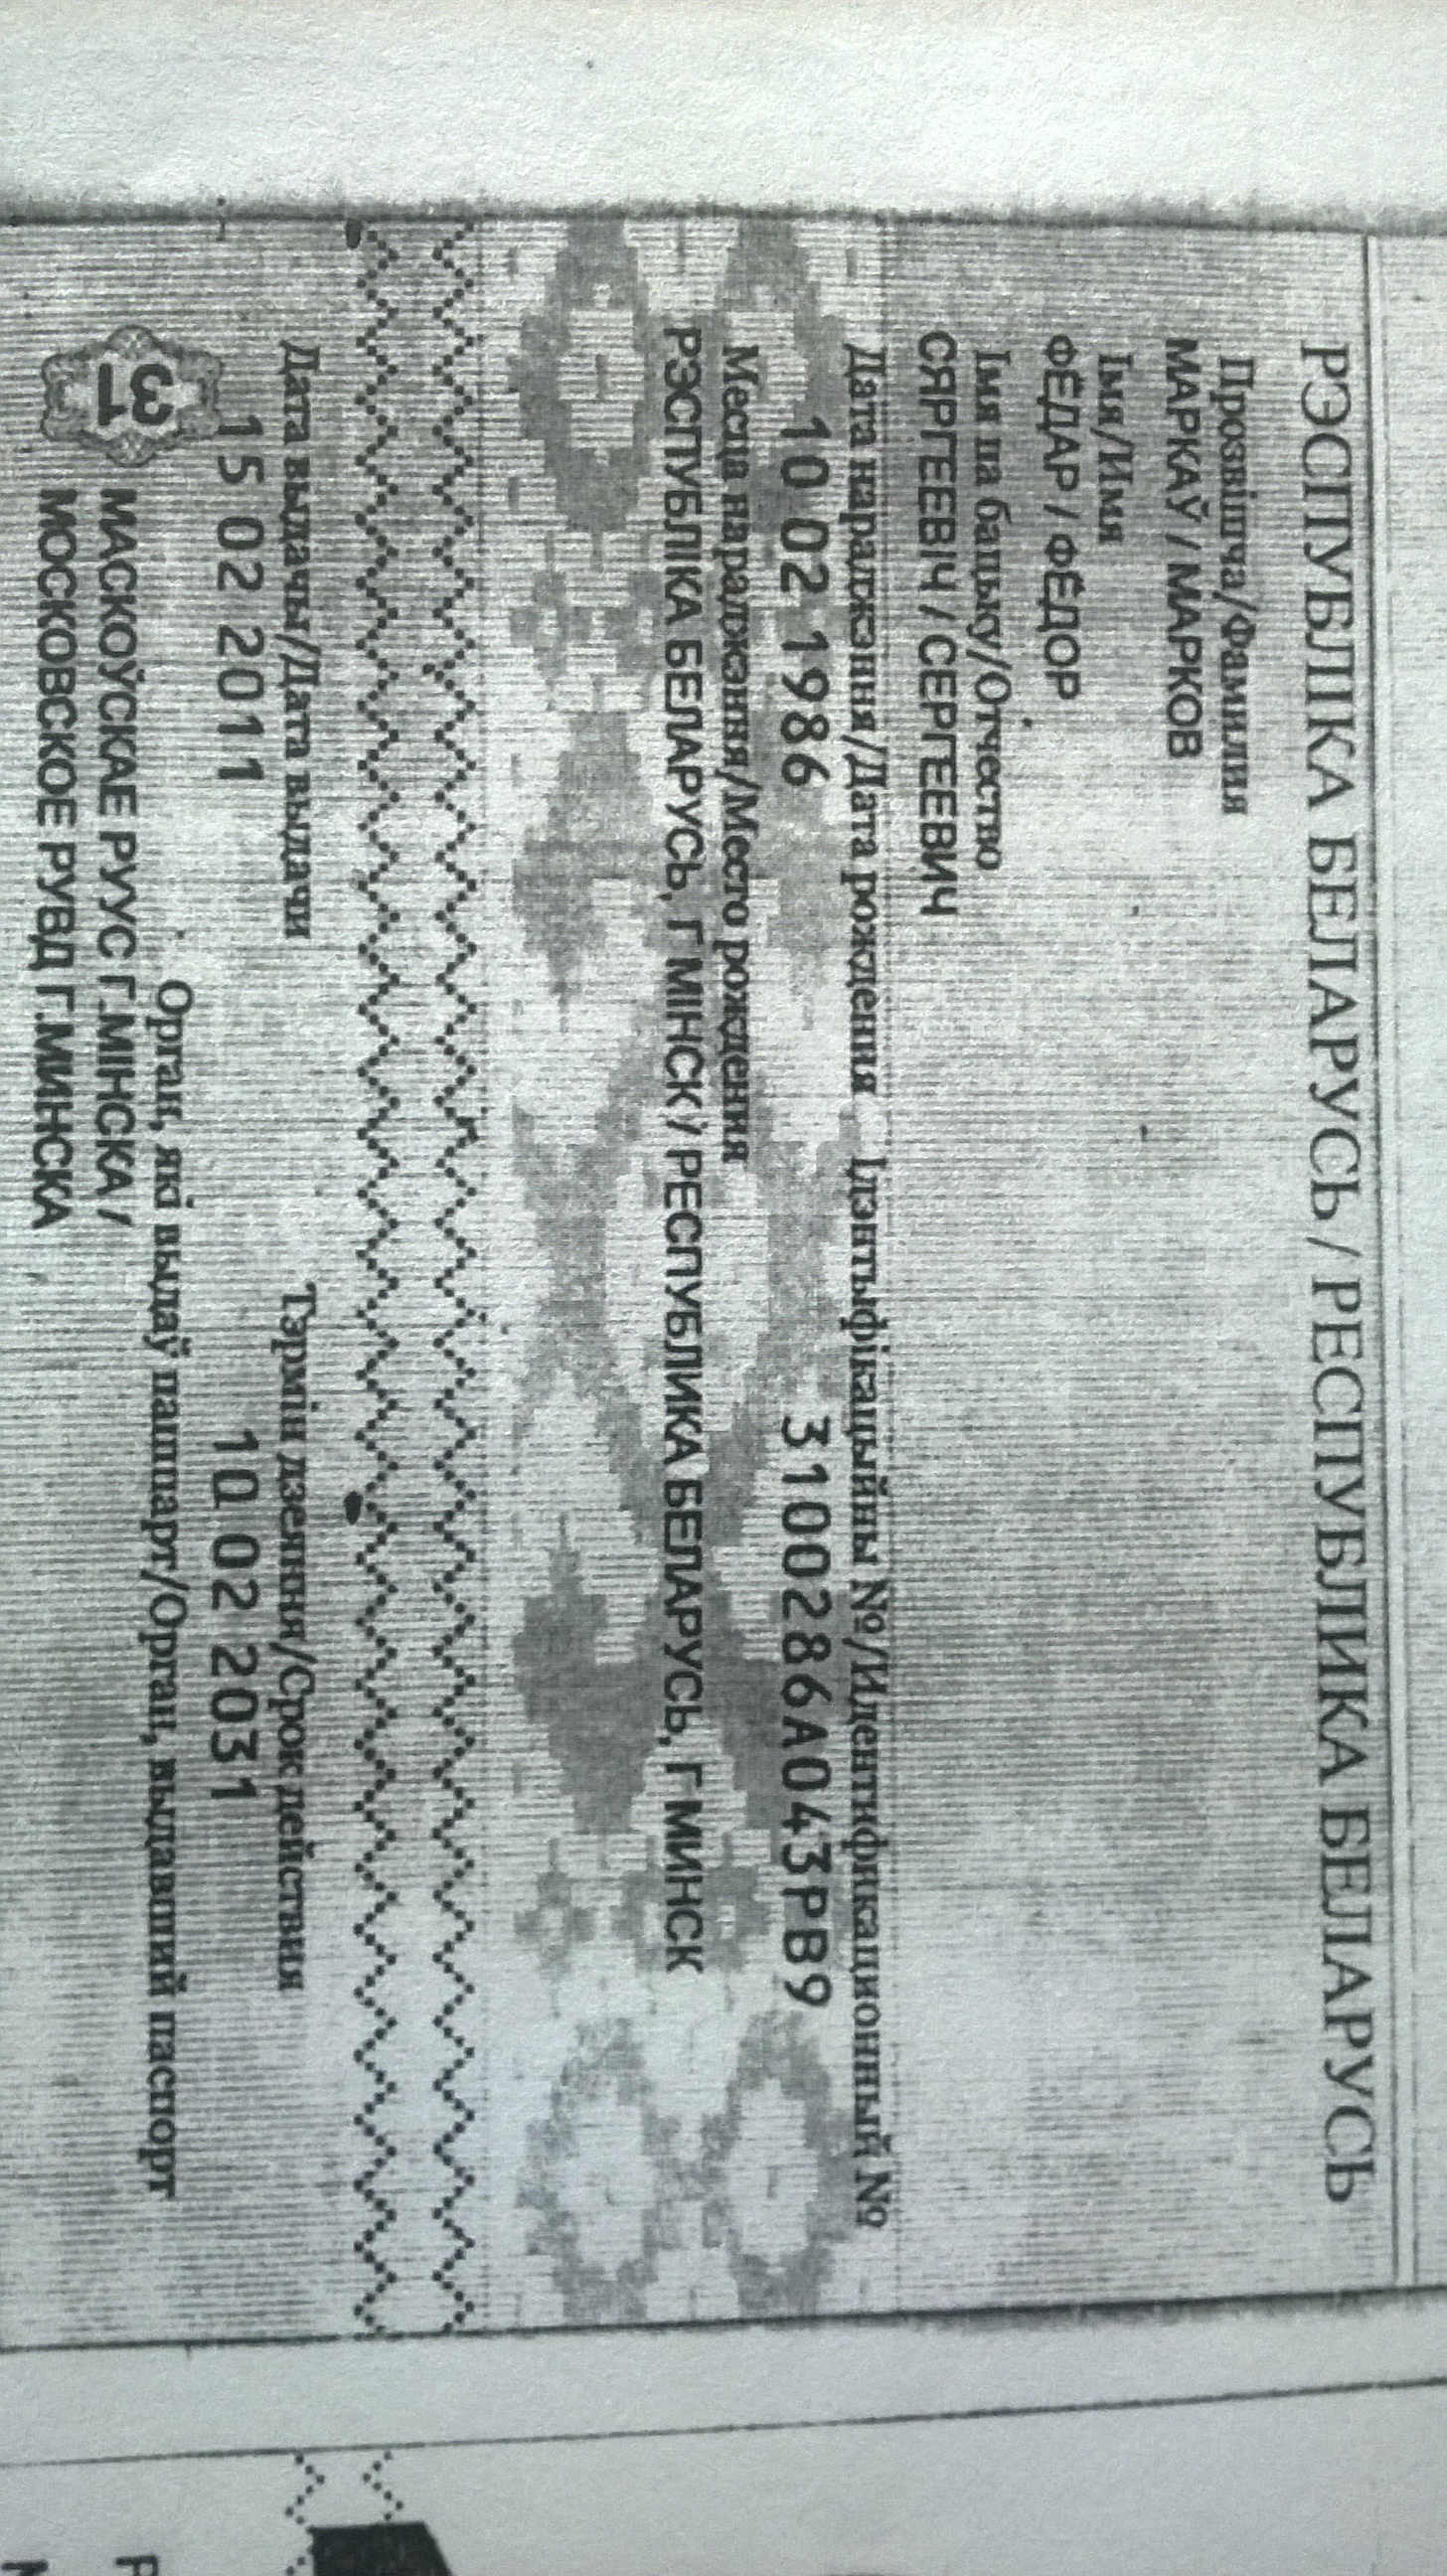 РЭСПУБЛІКА БЕЛАРУСЬ / РЕСПУБЛИКА БЕЛАРУСЬ
Прозвішча/Фамилия
МАРКАЎ / МАРКОВ
Імя/Имя
ФЁДАР / ФЁДОР
Імя па бацьку/Отчество
СЯРГЕЕВІЧ / СЕРГЕЕВИЧ
Дата нараджэння/Дата рождения Ідэнтыфікацыйны №/Идентификационный №
10 02 1986 3100286A043PB9
Месца нараджэння/Место рождения
РЭСПУБЛІКА БЕЛАРУСЬ, Г.МІНСК / РЕСПУБЛИКА БЕЛАРУСЬ, Г.МИНСК
Дата выдачы/Дата выдачи Тэрмін дзеяння/Срок действия
15 02 2011 10 02 2031
Орган, які выдаў пашпарт/Орган, выдавший паспорт
31 МАСКОЎСКАЕ РУУС Г.МІНСКА /
МОСКОВСКОЕ РУВД Г.МИНСКА